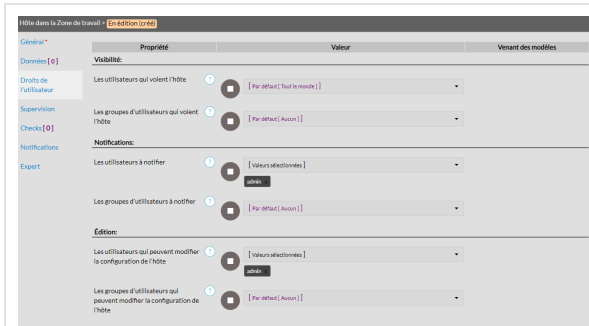 Hôte dans la Zone de travail > En édition (créé)
Général *
Propriété Valeur Venant des modèles
Données [ 0 ]
Visibilité:
Droits de
l'utilisateur
Les utilisateurs qui voient l'hôte ? [ Par défaut [ Tout le monde ] ]
Supervision
Les groupes d'utilisateurs qui voient
l'hôte ? [ Par défaut [ Aucun ] ]
Checks [ 0 ]
Notifications
Notifications:
Expert
Les utilisateurs à notifier ? [ Valeurs sélectionnées ]
admin
Les groupes d'utilisateurs à notifier ? [ Par défaut [ Aucun ] ]
Édition:
Les utilisateurs qui peuvent modifier
la configuration de l'hôte ? [ Valeurs sélectionnées ]
admin
Les groupes d'utilisateurs qui
peuvent modifier la configuration de
l'hôte ? [ Par défaut [ Aucun ] ]